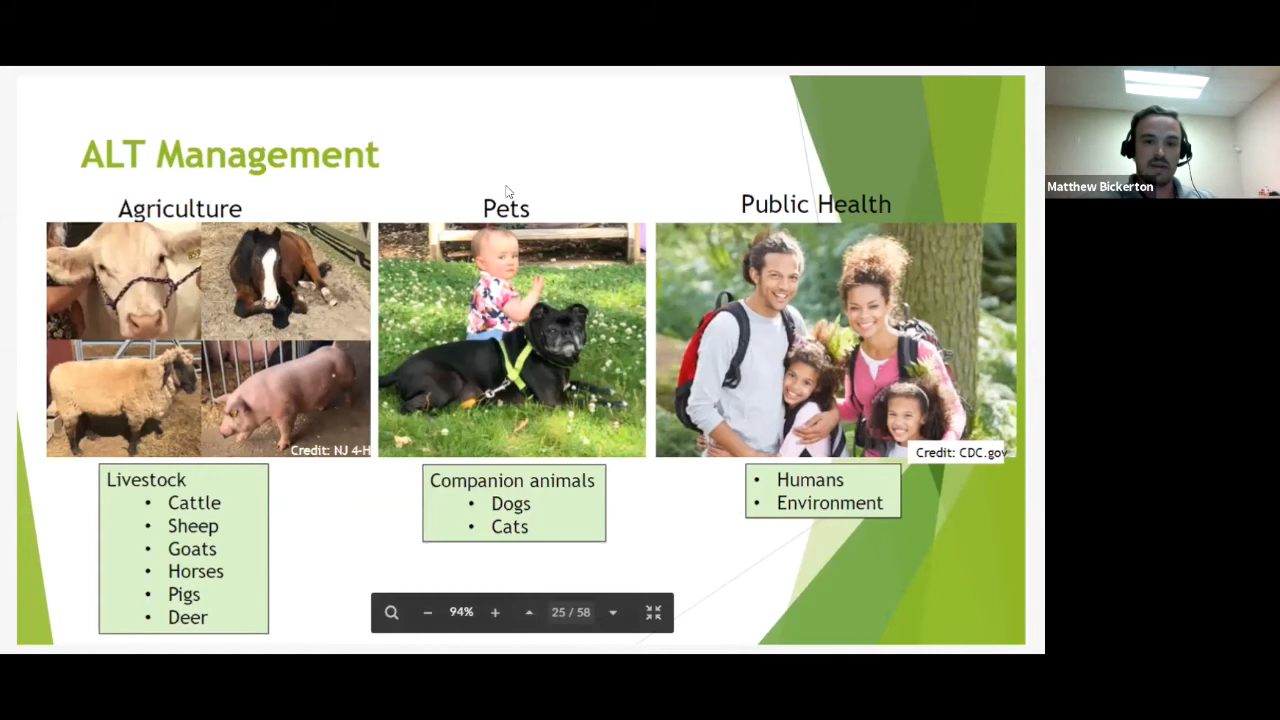 ALT Management
Agriculture
Pets
Public Health
Credit: NJ 4-H
Credit: CDC.gov
Livestock
• Cattle
• Sheep
• Goats
• Horses
• Pigs
• Deer
Companion animals
• Dogs
• Cats
• Humans
• Environment
94%
25 / 58
Matthew Bickerton